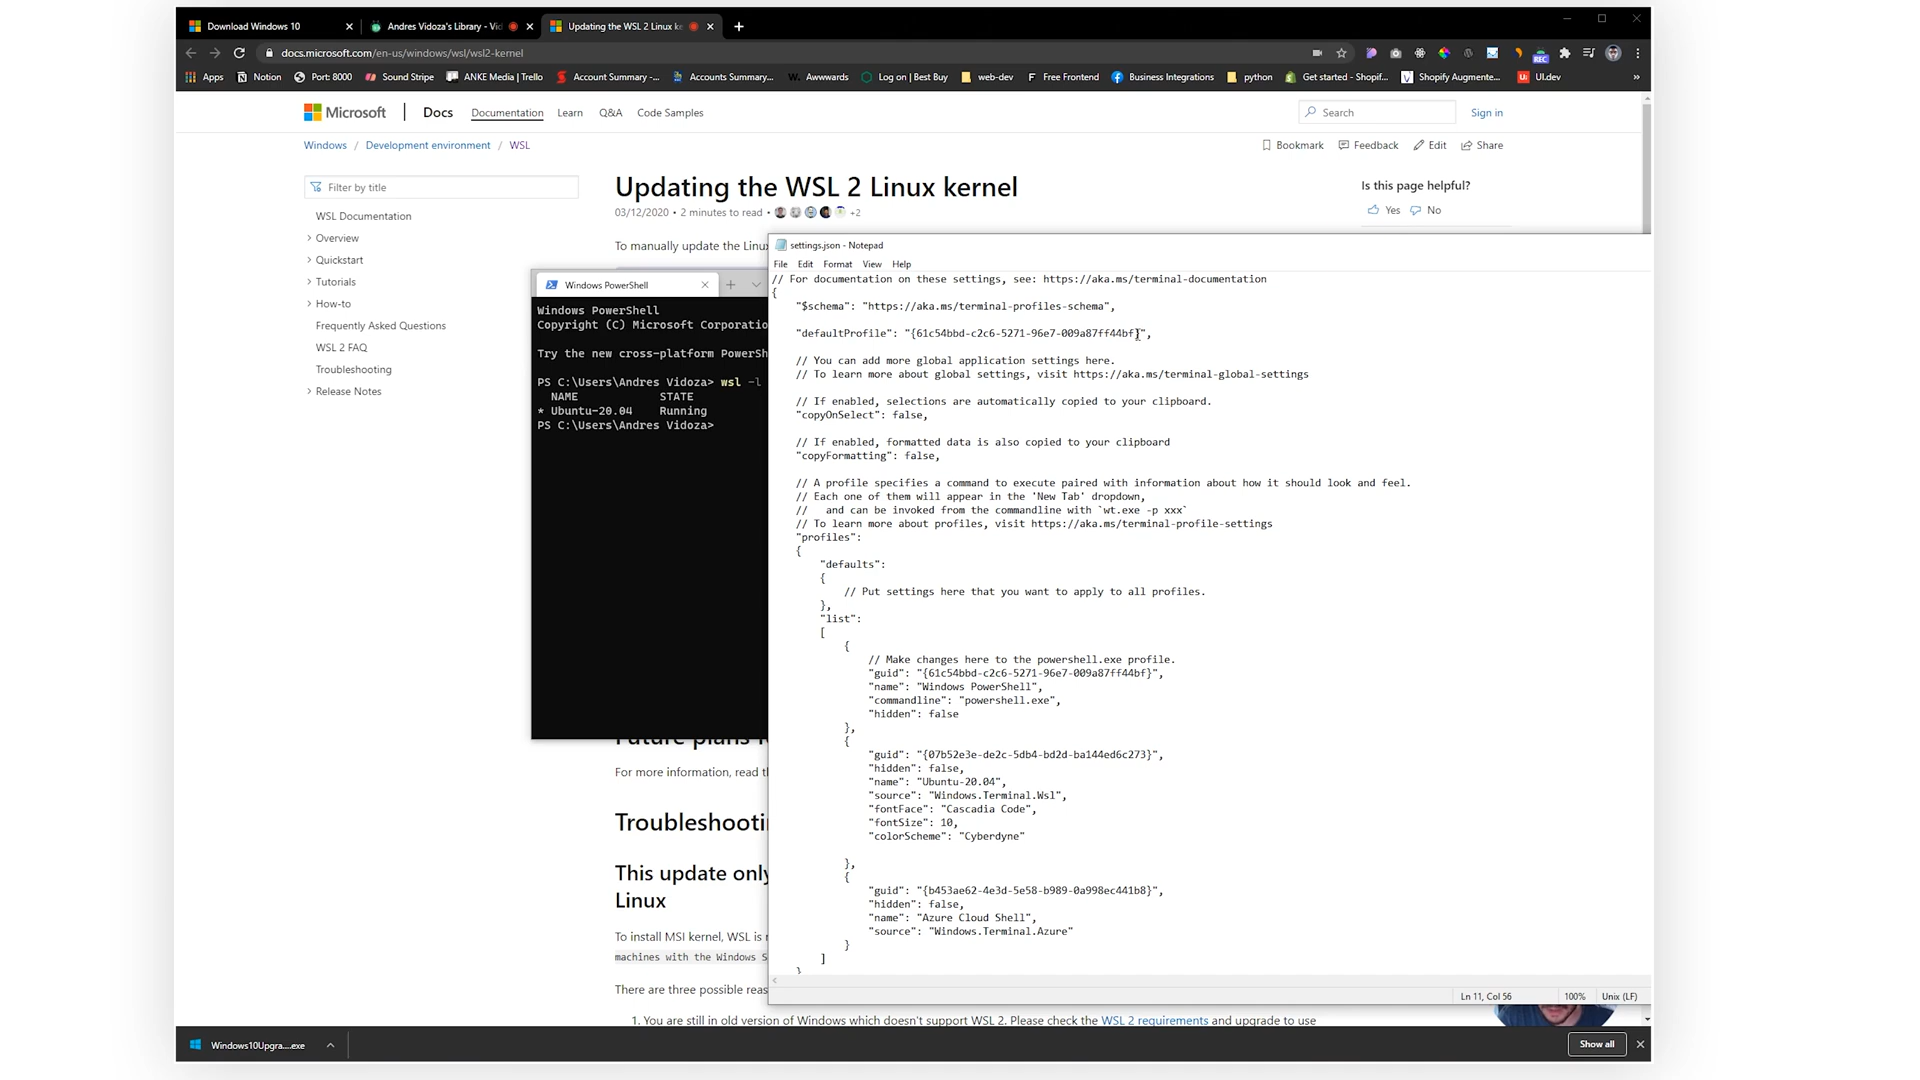 Download Windows 10
Andres Vidoza's Library - Vid
Updating the WSL 2 Linux ke
docs.microsoft.com/en-us/windows/wsl/wsl2-kernel
REC
Apps
Notion
Port: 8000
Sound Stripe
ANKE Media | Trello
Account Summary -...
Accounts Summary...
Awwwards
Log on | Best Buy
web-dev
Free Frontend
Business Integrations
python
Get started - Shopif...
Shopify Augmente...
UI.dev
Microsoft
Docs
Documentation
Learn
Q&A
Code Samples
Search
Sign in
Windows / Development environment / WSL
Bookmark
Feedback
Edit
Share
Filter by title
WSL Documentation
Overview
Quickstart
Tutorials
How-to
Frequently Asked Questions
WSL 2 FAQ
Troubleshooting
Release Notes
Updating the WSL 2 Linux kernel
03/12/2020 • 2 minutes to read •
+2
Is this page helpful?
Yes
No
To manually update the Linu
Windows PowerShell
Windows PowerShell
Copyright (C) Microsoft Corporatio
Try the new cross-platform PowerSh
PS C:\Users\Andres Vidoza> wsl -l
NAME STATE
* Ubuntu-20.04 Running
PS C:\Users\Andres Vidoza>
settings.json - Notepad
File Edit Format View Help
// For documentation on these settings, see: https://aka.ms/terminal-documentation
{
"$schema": "https://aka.ms/terminal-profiles-schema",
"defaultProfile": "{61c54bbd-c2c6-5271-96e7-009a87ff44bf}",
// You can add more global application settings here.
// To learn more about global settings, visit https://aka.ms/terminal-global-settings
// If enabled, selections are automatically copied to your clipboard.
"copyOnSelect": false,
// If enabled, formatted data is also copied to your clipboard
"copyFormatting": false,
// A profile specifies a command to execute paired with information about how it should look and feel.
// Each one of them will appear in the 'New Tab' dropdown,
// and can be invoked from the commandline with `wt.exe -p xxx`
// To learn more about profiles, visit https://aka.ms/terminal-profile-settings
"profiles":
{
"defaults":
{
// Put settings here that you want to apply to all profiles.
},
"list":
[
{
// Make changes here to the powershell.exe profile.
"guid": "{61c54bbd-c2c6-5271-96e7-009a87ff44bf}",
"name": "Windows PowerShell",
"commandline": "powershell.exe",
"hidden": false
},
{
"guid": "{07b52e3e-de2c-5db4-bd2d-ba144ed6c273}",
"hidden": false,
"name": "Ubuntu-20.04",
"source": "Windows.Terminal.Wsl",
"fontFace": "Cascadia Code",
"fontSize": 10,
"colorScheme": "Cyberdyne"
},
{
"guid": "{b453ae62-4e3d-5e58-b989-0a998ec441b8}",
"hidden": false,
"name": "Azure Cloud Shell",
"source": "Windows.Terminal.Azure"
}
]
}
Ln 11, Col 56
100%
Unix (LF)
Future plans
For more information, read th
Troubleshootin
This update only
Linux
To install MSI kernel, WSL is r
machines with the Windows S
There are three possible reas
1. You are still in old version of Windows which doesn't support WSL 2. Please check the WSL 2 requirements and upgrade to use
Windows10Upgra....exe
Show all